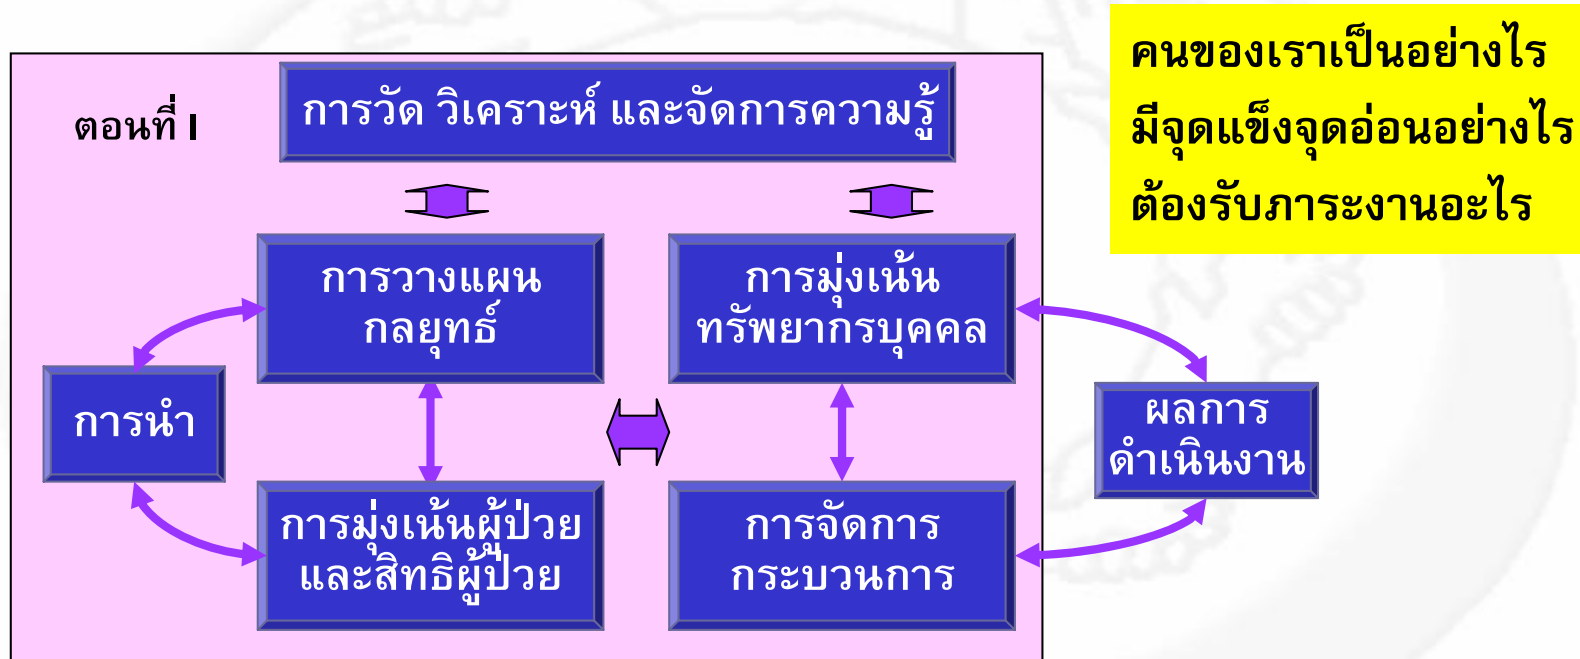 คนของเราเป็นอย่างไร
มีจุดแข็งจุดอ่อนอย่างไร
ต้องรับภาระงานอะไร
ตอนที่ I
การวัด วิเคราะห์ และจัดการความรู้
การวางแผน
กลยุทธ์
การมุ่งเน้น
ทรัพยากรบุคคล
การนำ
ผลการ
ดำเนินงาน
การมุ่งเน้นผู้ป่วย
และสิทธิผู้ป่วย
การจัดการ
กระบวนการ